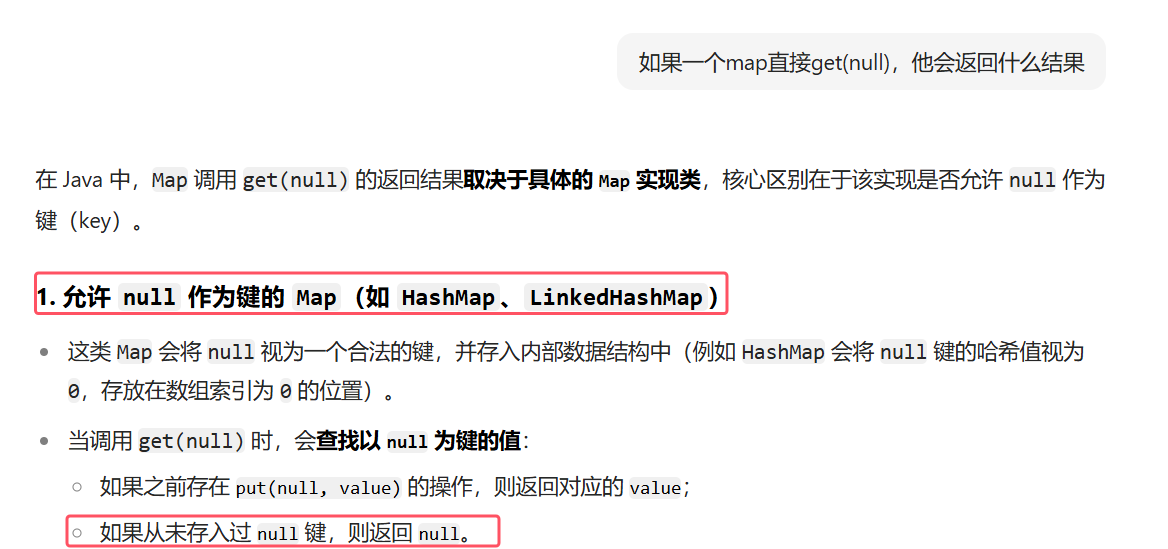 如果一个map直接get(null)，他会返回什么结果
在 Java 中，Map 调用 get(null) 的返回结果取决于具体的 Map 实现类，核心区别在于该实现是否允许 null 作为
键（key）。
1. 允许 null 作为键的 Map（如 HashMap、LinkedHashMap）
这类 Map 会将 null 视为一个合法的键，并存入内部数据结构中（例如 HashMap 会将 null 键的哈希值视为
0，存放在数组索引为 0 的位置）。
当调用 get(null) 时，会查找以 null 为键的值：
如果之前存在 put(null, value) 的操作，则返回对应的 value；
如果从未存入过 null 键，则返回 null。